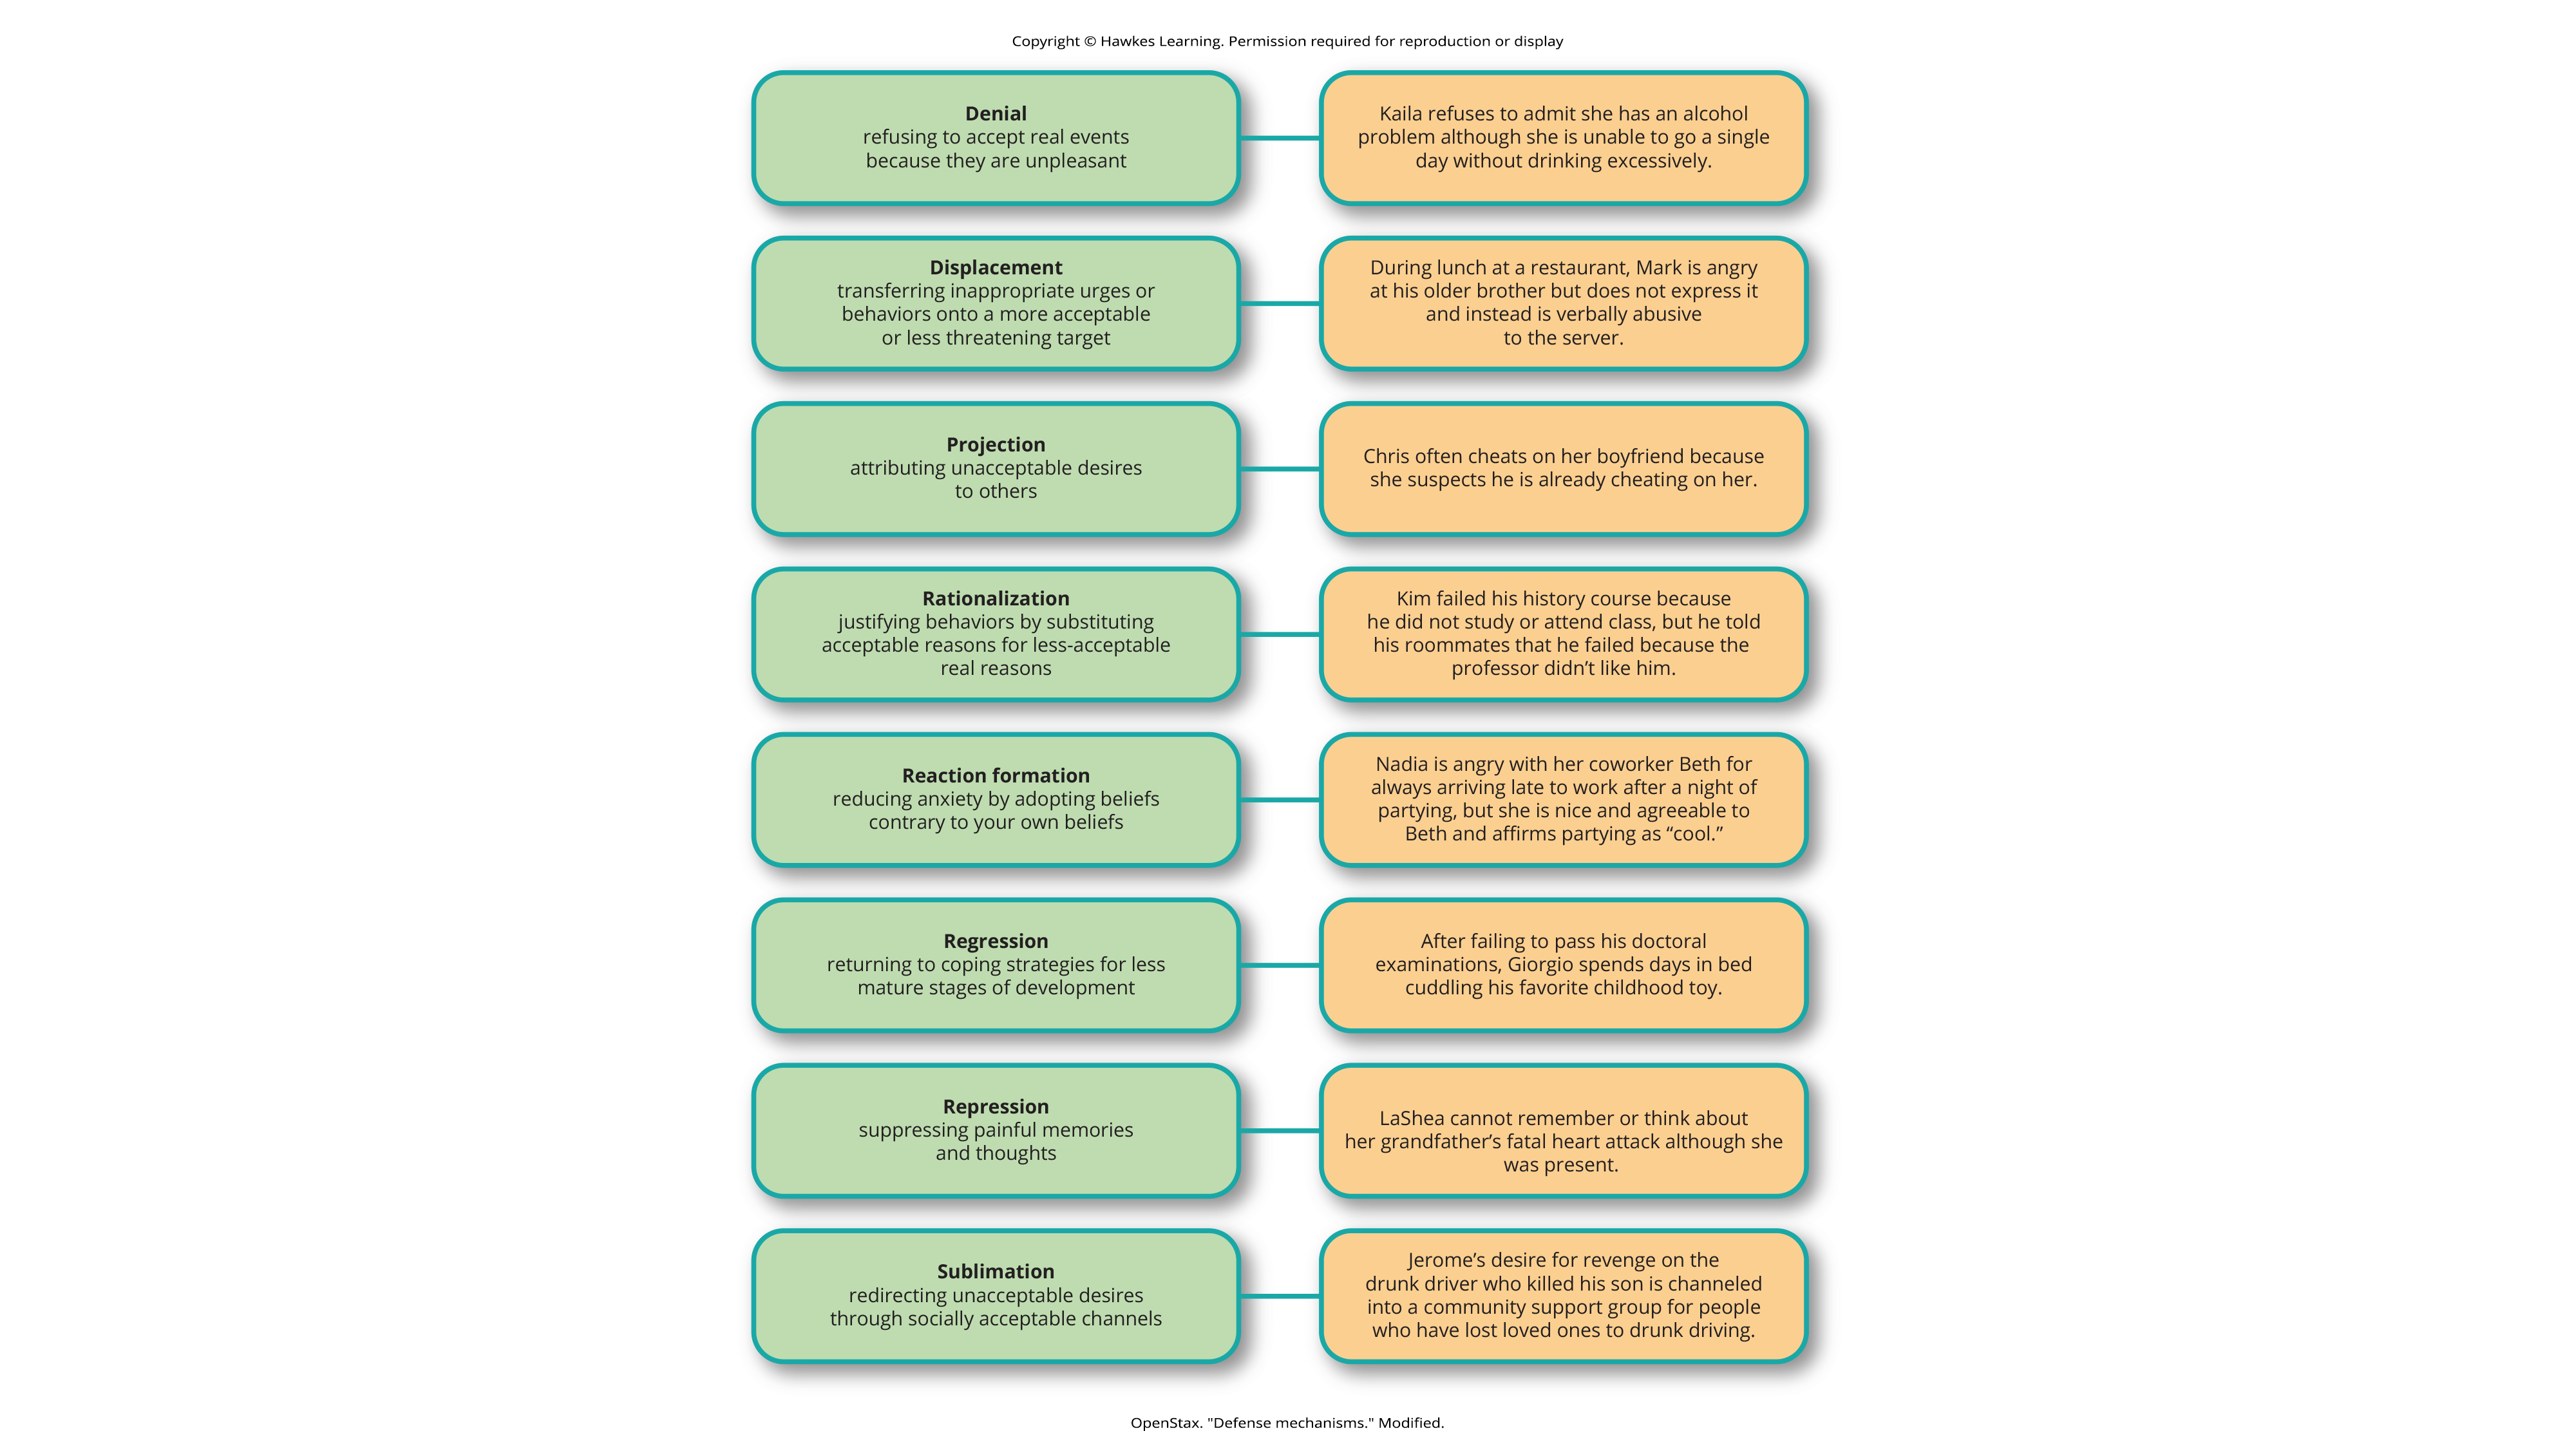 Copyright © Hawkes Learning. Permission required for reproduction or display
Denial
refusing to accept real events
because they are unpleasant
Kaila refuses to admit she has an alcohol
problem although she is unable to go a single
day without drinking excessively.
Displacement
transferring inappropriate urges or
behaviors onto a more acceptable
or less threatening target
During lunch at a restaurant, Mark is angry
at his older brother but does not express it
and instead is verbally abusive
to the server.
Projection
attributing unacceptable desires
to others
Chris often cheats on her boyfriend because
she suspects he is already cheating on her.
Rationalization
justifying behaviors by substituting
acceptable reasons for less-acceptable
real reasons
Kim failed his history course because
he did not study or attend class, but he told
his roommates that he failed because the
professor didn’t like him.
Reaction formation
reducing anxiety by adopting beliefs
contrary to your own beliefs
Nadia is angry with her coworker Beth for
always arriving late to work after a night of
partying, but she is nice and agreeable to
Beth and affirms partying as “cool.”
Regression
returning to coping strategies for less
mature stages of development
After failing to pass his doctoral
examinations, Giorgio spends days in bed
cuddling his favorite childhood toy.
Repression
suppressing painful memories
and thoughts
LaShea cannot remember or think about
her grandfather’s fatal heart attack although she
was present.
Sublimation
redirecting unacceptable desires
through socially acceptable channels
Jerome’s desire for revenge on the
drunk driver who killed his son is channeled
into a community support group for people
who have lost loved ones to drunk driving.
OpenStax. "Defense mechanisms." Modified.